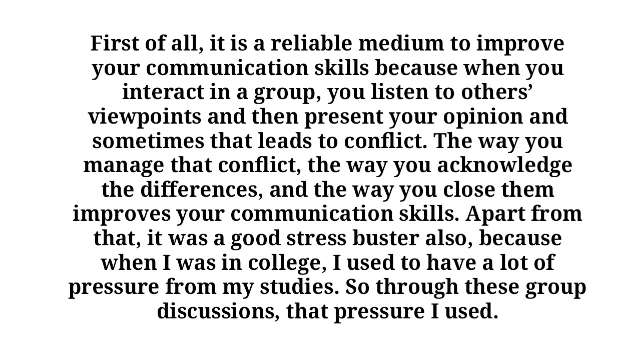 First of all, it is a reliable medium to improve
your communication skills because when you
interact in a group, you listen to others’
viewpoints and then present your opinion and
sometimes that leads to conflict. The way you
manage that conflict, the way you acknowledge
the differences, and the way you close them
improves your communication skills. Apart from
that, it was a good stress buster also, because
when I was in college, I used to have a lot of
pressure from my studies. So through these group
discussions, that pressure I used.